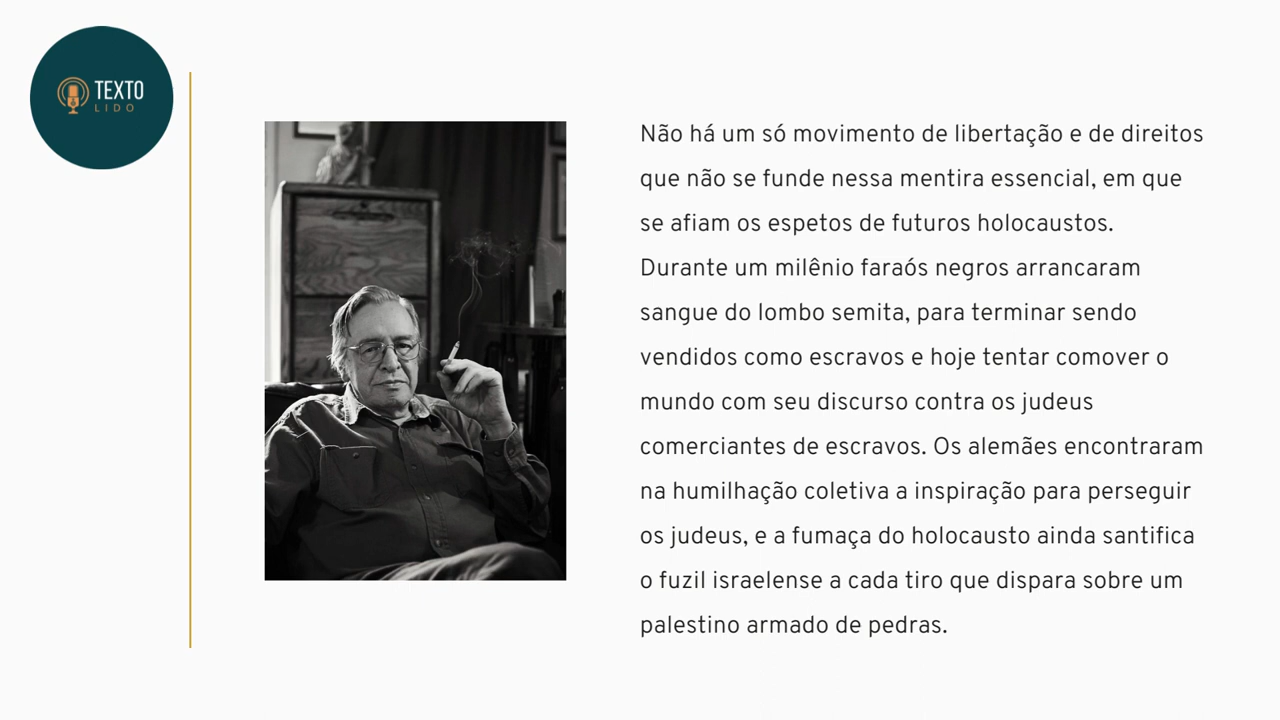 TEXTO
LIDO
Não há um só movimento de libertação e de direitos
que não se funde nessa mentira essencial, em que
se afiam os espetos de futuros holocaustos.
Durante um milênio faraós negros arrancaram
sangue do lombo semita, para terminar sendo
vendidos como escravos e hoje tentar comover o
mundo com seu discurso contra os judeus
comerciantes de escravos. Os alemães encontraram
na humilhação coletiva a inspiração para perseguir
os judeus, e a fumaça do holocausto ainda santifica
o fuzil israelense a cada tiro que dispara sobre um
palestino armado de pedras.